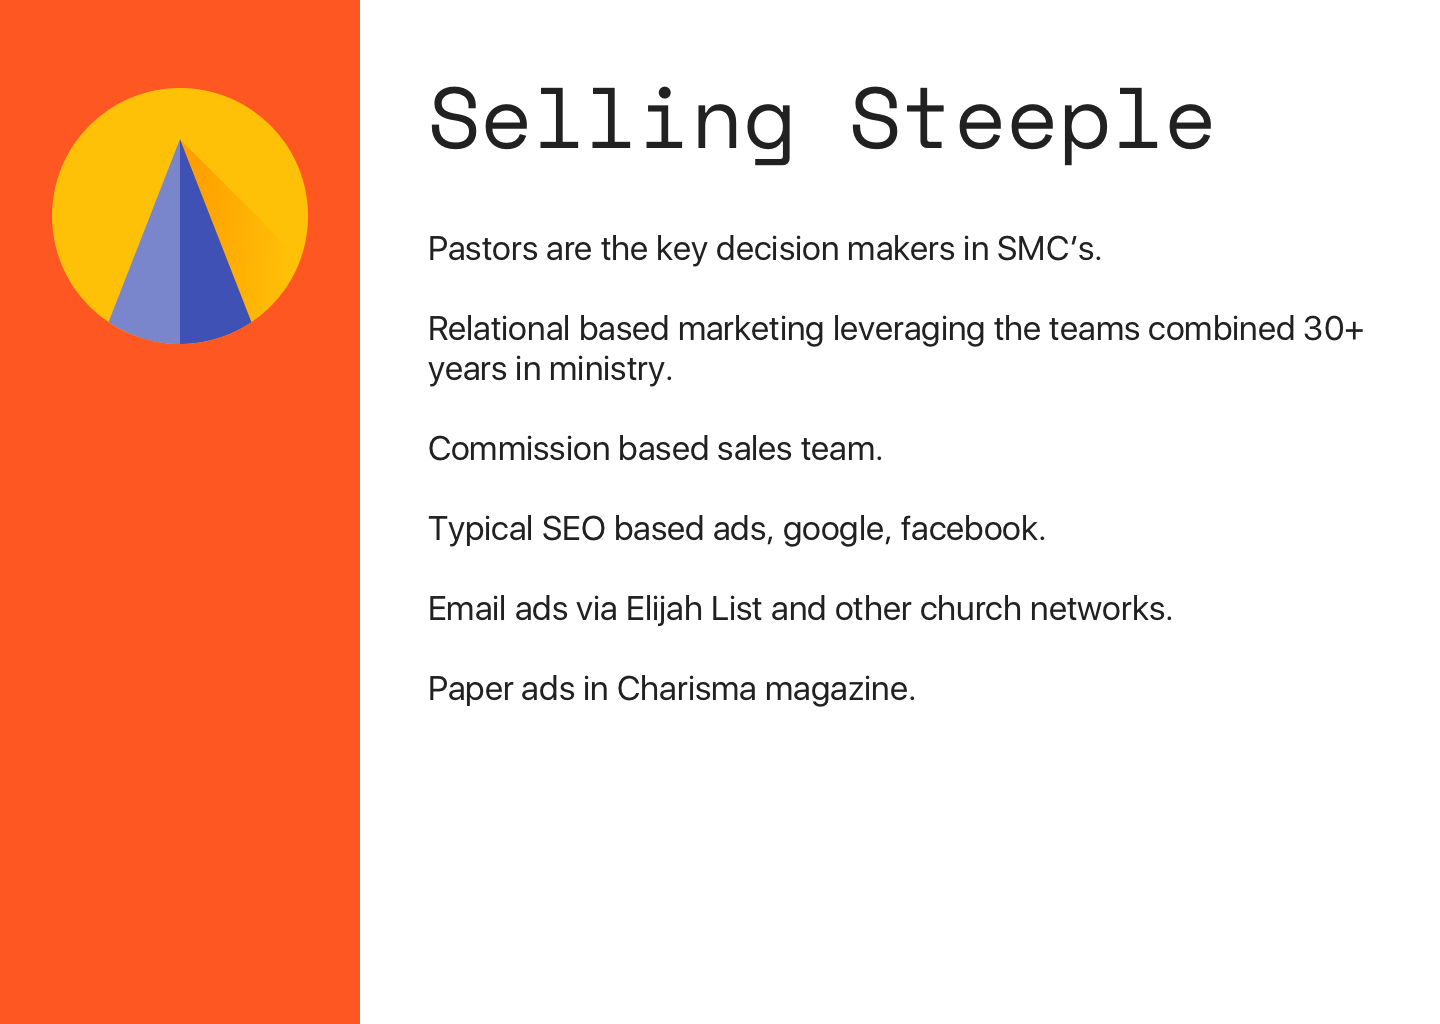 Selling Steeple
Pastors are the key decision makers in SMC’s.
Relational based marketing leveraging the teams combined 30+
years in ministry.
Commission based sales team.
Typical SEO based ads, google, facebook.
Email ads via Elijah List and other church networks.
Paper ads in Charisma magazine.